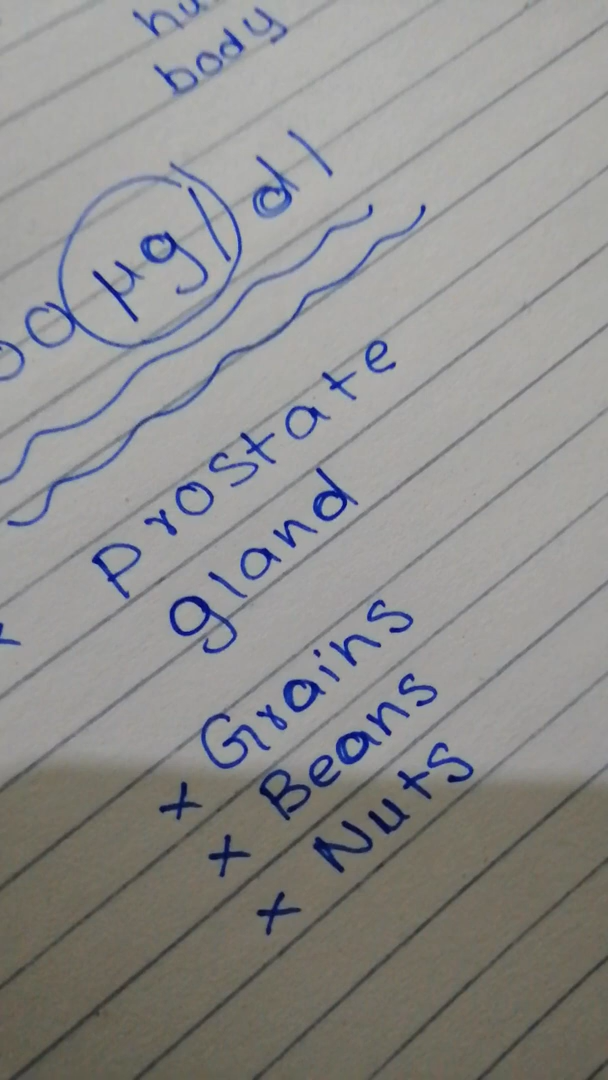 body
µg/dl
Prostate
gland
x Grains
x Beans
x Nuts